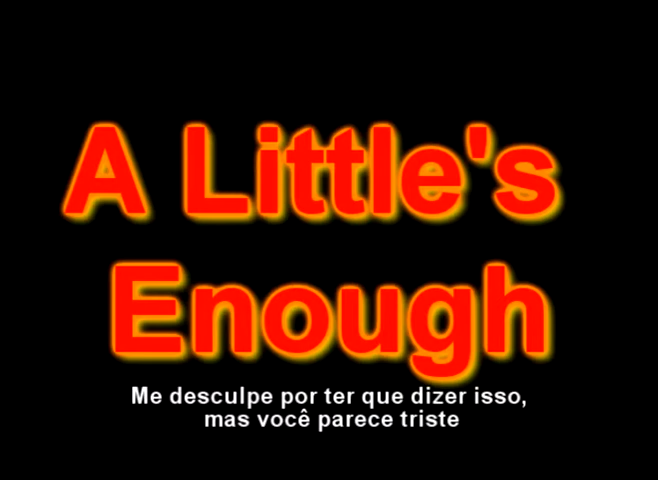 A Little's
Enough
Me desculpe por ter que dizer isso,
mas você parece triste